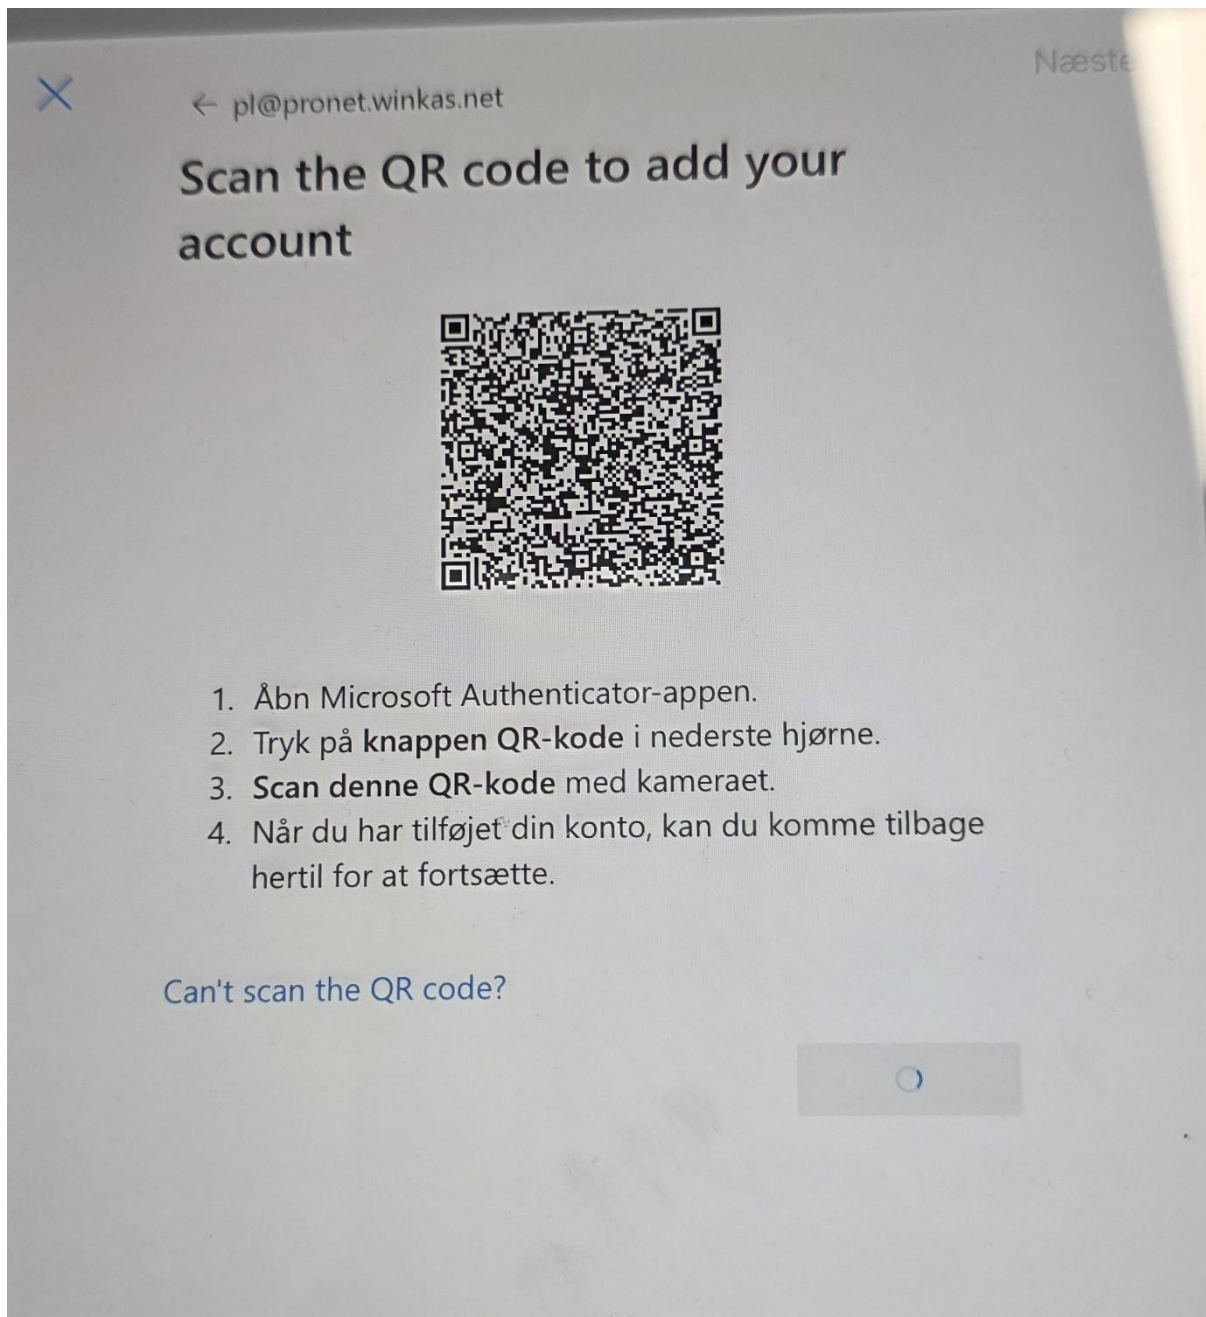 Næste
← pl@pronet.winkas.net
Scan the QR code to add your
account
1. Åbn Microsoft Authenticator-appen.
2. Tryk på knappen QR-kode i nederste hjørne.
3. Scan denne QR-kode med kameraet.
4. Når du har tilføjet din konto, kan du komme tilbage
hertil for at fortsætte.
Can't scan the QR code?